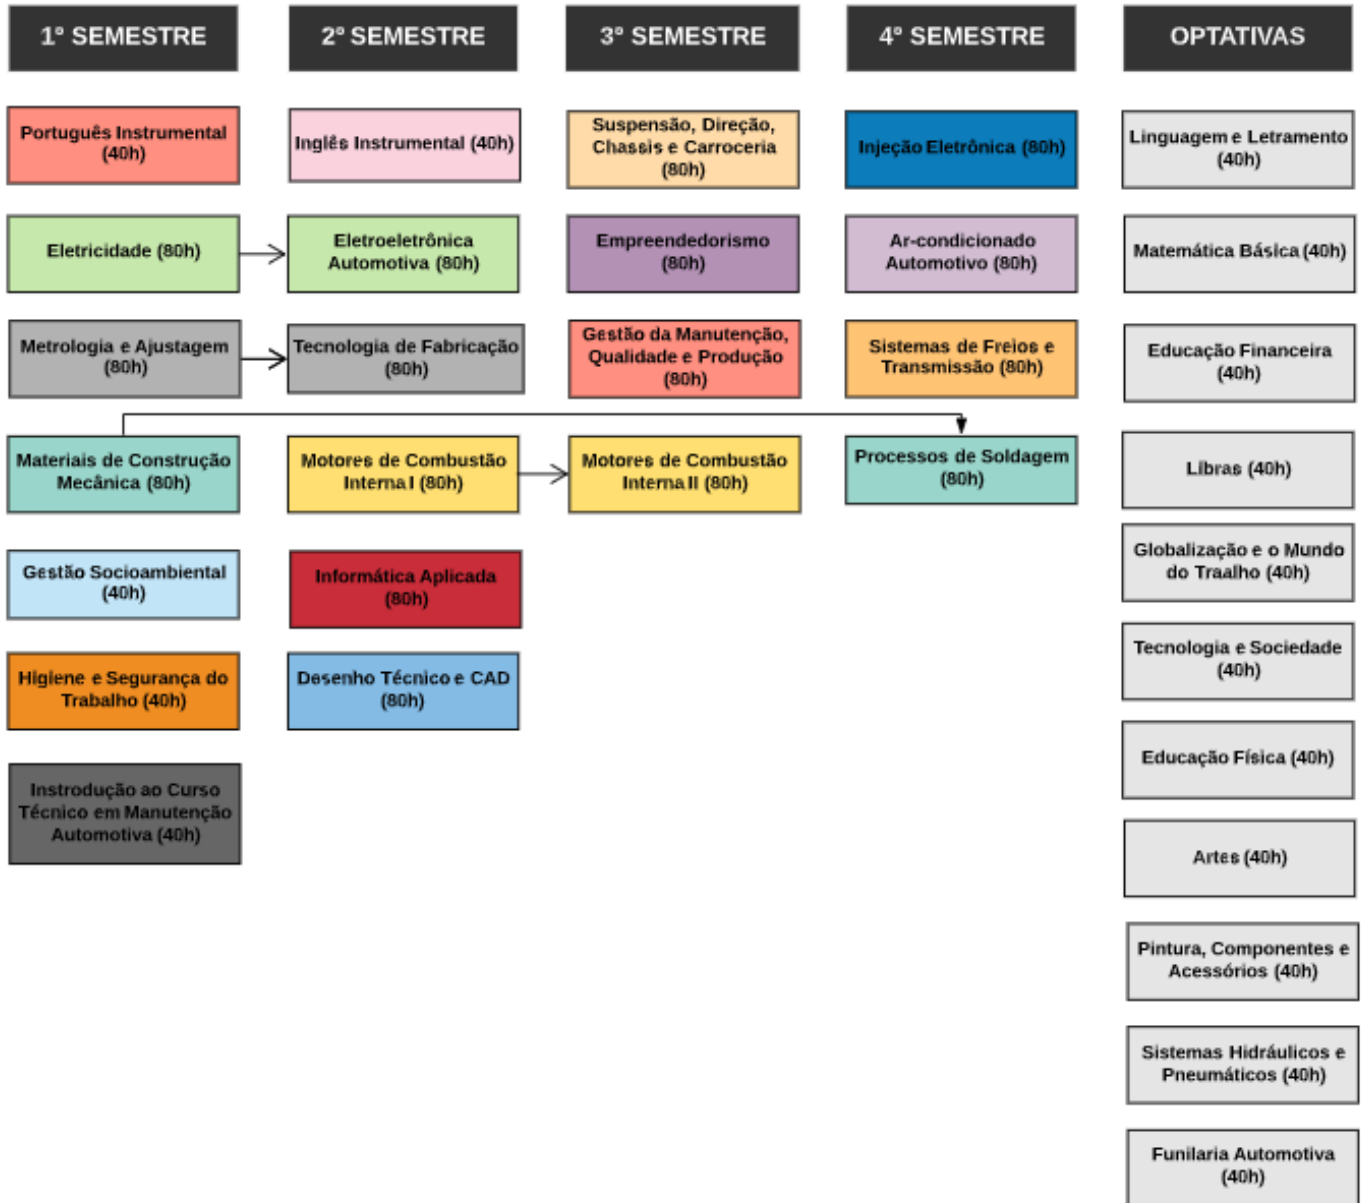 1° SEMESTRE
Português Instrumental
(40h)
Eletricidade (80h)
Metrologia e Ajustagem
(80h)
Materiais de Construção
Mecânica (80h)
Gestão Socioambiental
(40h)
Higiene e Segurança do
Trabalho (40h)
Instrodução ao Curso
Técnico em Manutenção
Automotiva (40h)
2° SEMESTRE
Inglês Instrumental (40h)
Eletroeletrônica
Automotiva (80h)
Tecnologia de Fabricação
(80h)
Motores de Combustão
Interna I (80h)
Informática Aplicada
(80h)
Desenho Técnico e CAD
(80h)
3° SEMESTRE
Suspensão, Direção,
Chassis e Carroceria
(80h)
Empreendedorismo
(80h)
Gestão da Manutenção,
Qualidade e Produção
(80h)
Motores de Combustão
Interna II (80h)
4° SEMESTRE
Injeção Eletrônica (80h)
Ar-condicionado
Automotivo (80h)
Sistemas de Freios e
Transmissão (80h)
Processos de Soldagem
(80h)
OPTATIVAS
Linguagem e Letramento
(40h)
Matemática Básica (40h)
Educação Financeira
(40h)
Libras (40h)
Globalização e o Mundo
do Traalho (40h)
Tecnologia e Sociedade
(40h)
Educação Física (40h)
Artes (40h)
Pintura, Componentes e
Acessórios (40h)
Sistemas Hidráulicos e
Pneumáticos (40h)
Funilaria Automotiva
(40h)